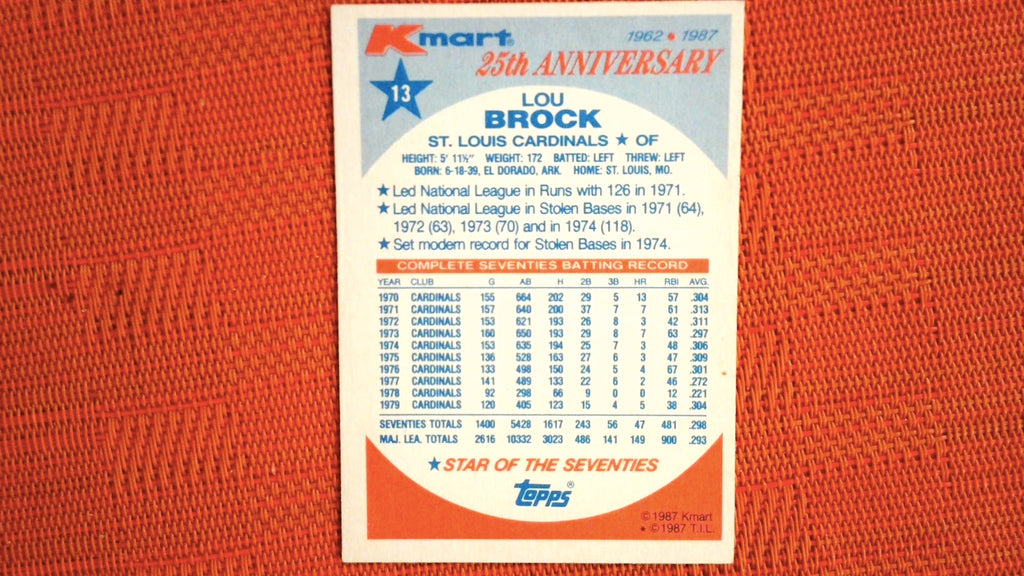 Kmart® 1962 • 1987
25th ANNIVERSARY
13
LOU
BROCK
ST. LOUIS CARDINALS ★ OF
HEIGHT: 5' 11½" WEIGHT: 172 BATTED: LEFT THREW: LEFT
BORN: 6-18-39, EL DORADO, ARK. HOME: ST. LOUIS, MO.
★ Led National League in Runs with 126 in 1971.
★ Led National League in Stolen Bases in 1971 (64),
1972 (63), 1973 (70) and in 1974 (118).
★ Set modern record for Stolen Bases in 1974.
COMPLETE SEVENTIES BATTING RECORD
YEAR CLUB G AB H 2B 3B HR RBI AVG.
1970 CARDINALS 155 664 202 29 5 13 57 .304
1971 CARDINALS 157 640 200 37 7 7 61 .313
1972 CARDINALS 153 621 193 26 8 3 42 .311
1973 CARDINALS 160 650 193 29 8 7 63 .297
1974 CARDINALS 153 635 194 25 7 3 48 .306
1975 CARDINALS 136 528 163 27 6 3 47 .309
1976 CARDINALS 133 498 150 24 5 4 67 .301
1977 CARDINALS 141 489 133 22 6 2 46 .272
1978 CARDINALS 92 298 66 9 0 0 12 .221
1979 CARDINALS 120 405 123 15 4 5 38 .304
SEVENTIES TOTALS 1400 5428 1617 243 56 47 481 .298
MAJ. LEA. TOTALS 2616 10332 3023 486 141 149 900 .293
★ STAR OF THE SEVENTIES
topps®
© 1987 Kmart
★ © 1987 T.I.L.